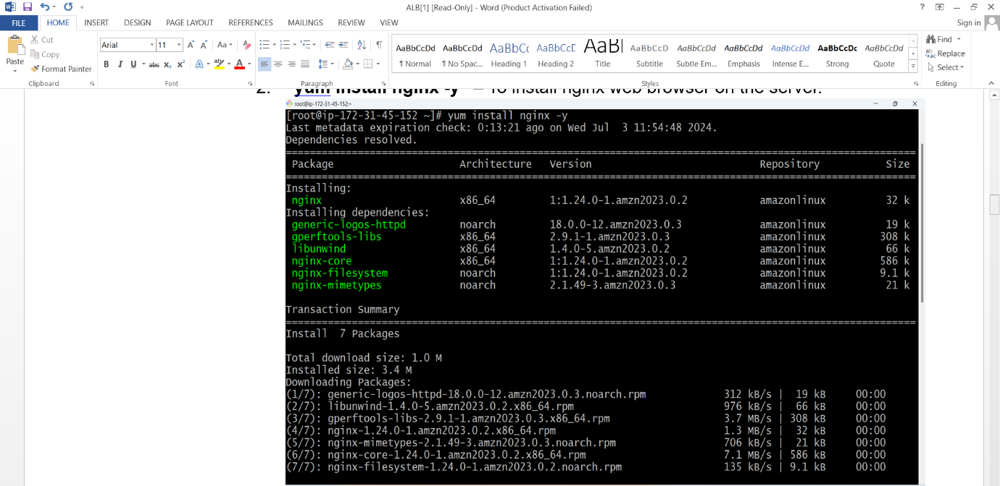 ALB[1] [Read-Only] - Word (Product Activation Failed)
FILE HOME INSERT DESIGN PAGE LAYOUT REFERENCES MAILINGS REVIEW VIEW Sign in
Paste
Cut
Copy
Format Painter
Clipboard
Arial 11
Font
Paragraph
AaBbCcDd AaBbCcDd AaBbCc AaBbCcD AaBl AaBbCcD AaBbCcDd AaBbCcDd AaBbCcDd AaBbCcDc AaBbCcDd
¶ Normal ¶ No Spac... Heading 1 Heading 2 Title Subtitle Subtle Em... Emphasis Intense E... Strong Quote
Styles
Find
Replace
Select
Editing
2. yum install nginx -y – To install nginx web browser on the server.
root@ip-172-31-45-152:~
[root@ip-172-31-45-152 ~]# yum install nginx -y
Last metadata expiration check: 0:13:21 ago on Wed Jul  3 11:54:48 2024.
Dependencies resolved.
Package Architecture Version Repository Size
Installing:
nginx x86_64 1:1.24.0-1.amzn2023.0.2 amazonlinux 32 k
Installing dependencies:
generic-logos-httpd noarch 18.0.0-12.amzn2023.0.3 amazonlinux 19 k
gperftools-libs x86_64 2.9.1-1.amzn2023.0.3 amazonlinux 308 k
libunwind x86_64 1.4.0-5.amzn2023.0.2 amazonlinux 66 k
nginx-core x86_64 1:1.24.0-1.amzn2023.0.2 amazonlinux 586 k
nginx-filesystem noarch 1:1.24.0-1.amzn2023.0.2 amazonlinux 9.1 k
nginx-mimetypes noarch 2.1.49-3.amzn2023.0.3 amazonlinux 21 k
Transaction Summary
Install  7 Packages
Total download size: 1.0 M
Installed size: 3.4 M
Downloading Packages:
(1/7): generic-logos-httpd-18.0.0-12.amzn2023.0.3.noarch.rpm 312 kB/s | 19 kB 00:00
(2/7): libunwind-1.4.0-5.amzn2023.0.2.x86_64.rpm 976 kB/s | 66 kB 00:00
(3/7): gperftools-libs-2.9.1-1.amzn2023.0.3.x86_64.rpm 3.7 MB/s | 308 kB 00:00
(4/7): nginx-1.24.0-1.amzn2023.0.2.x86_64.rpm 1.3 MB/s | 32 kB 00:00
(5/7): nginx-mimetypes-2.1.49-3.amzn2023.0.3.noarch.rpm 706 kB/s | 21 kB 00:00
(6/7): nginx-core-1.24.0-1.amzn2023.0.2.x86_64.rpm 7.1 MB/s | 586 kB 00:00
(7/7): nginx-filesystem-1.24.0-1.amzn2023.0.2.noarch.rpm 135 kB/s | 9.1 kB 00:00